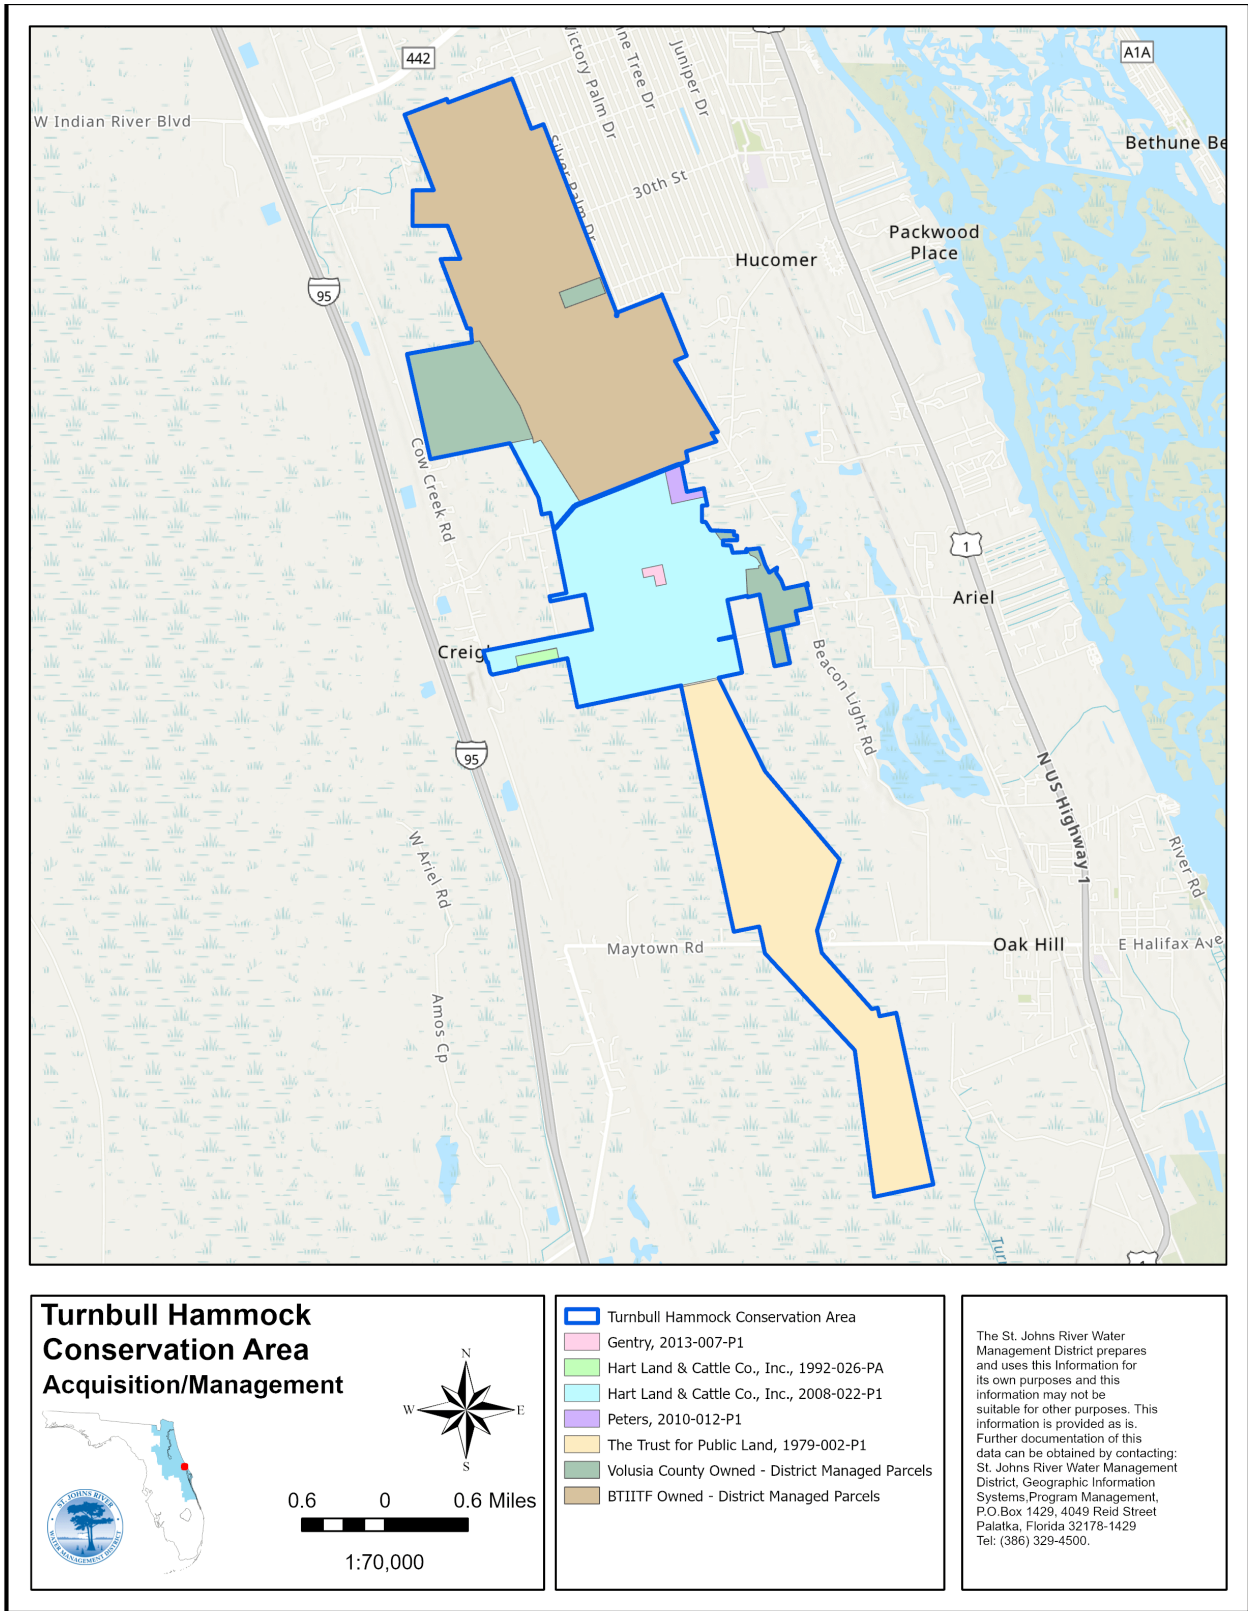 442
A1A
W Indian River Blvd
Victory Palm Dr
ine Tree Dr
Juniper Dr
Bethune Be
Silver Palm Dr
30th St
Packwood
Place
Hucomer
95
Cow Creek Rd
1
Ariel
Creig
Beacon Light Rd
95
N US Highway 1
W Ariel Rd
River Rd
Maytown Rd
Oak Hill
E Halifax Ave
Amos Cp
Turn
1
Turnbull Hammock
Conservation Area
Acquisition/Management
N
W
E
S
ST. JOHNS RIVER
WATER MANAGEMENT DISTRICT
0.6 0 0.6 Miles
1:70,000
Turnbull Hammock Conservation Area
Gentry, 2013-007-P1
Hart Land & Cattle Co., Inc., 1992-026-PA
Hart Land & Cattle Co., Inc., 2008-022-P1
Peters, 2010-012-P1
The Trust for Public Land, 1979-002-P1
Volusia County Owned - District Managed Parcels
BTIITF Owned - District Managed Parcels
The St. Johns River Water
Management District prepares
and uses this Information for
its own purposes and this
information may not be
suitable for other purposes. This
information is provided as is.
Further documentation of this
data can be obtained by contacting:
St. Johns River Water Management
District, Geographic Information
Systems,Program Management,
P.O.Box 1429, 4049 Reid Street
Palatka, Florida 32178-1429
Tel: (386) 329-4500.